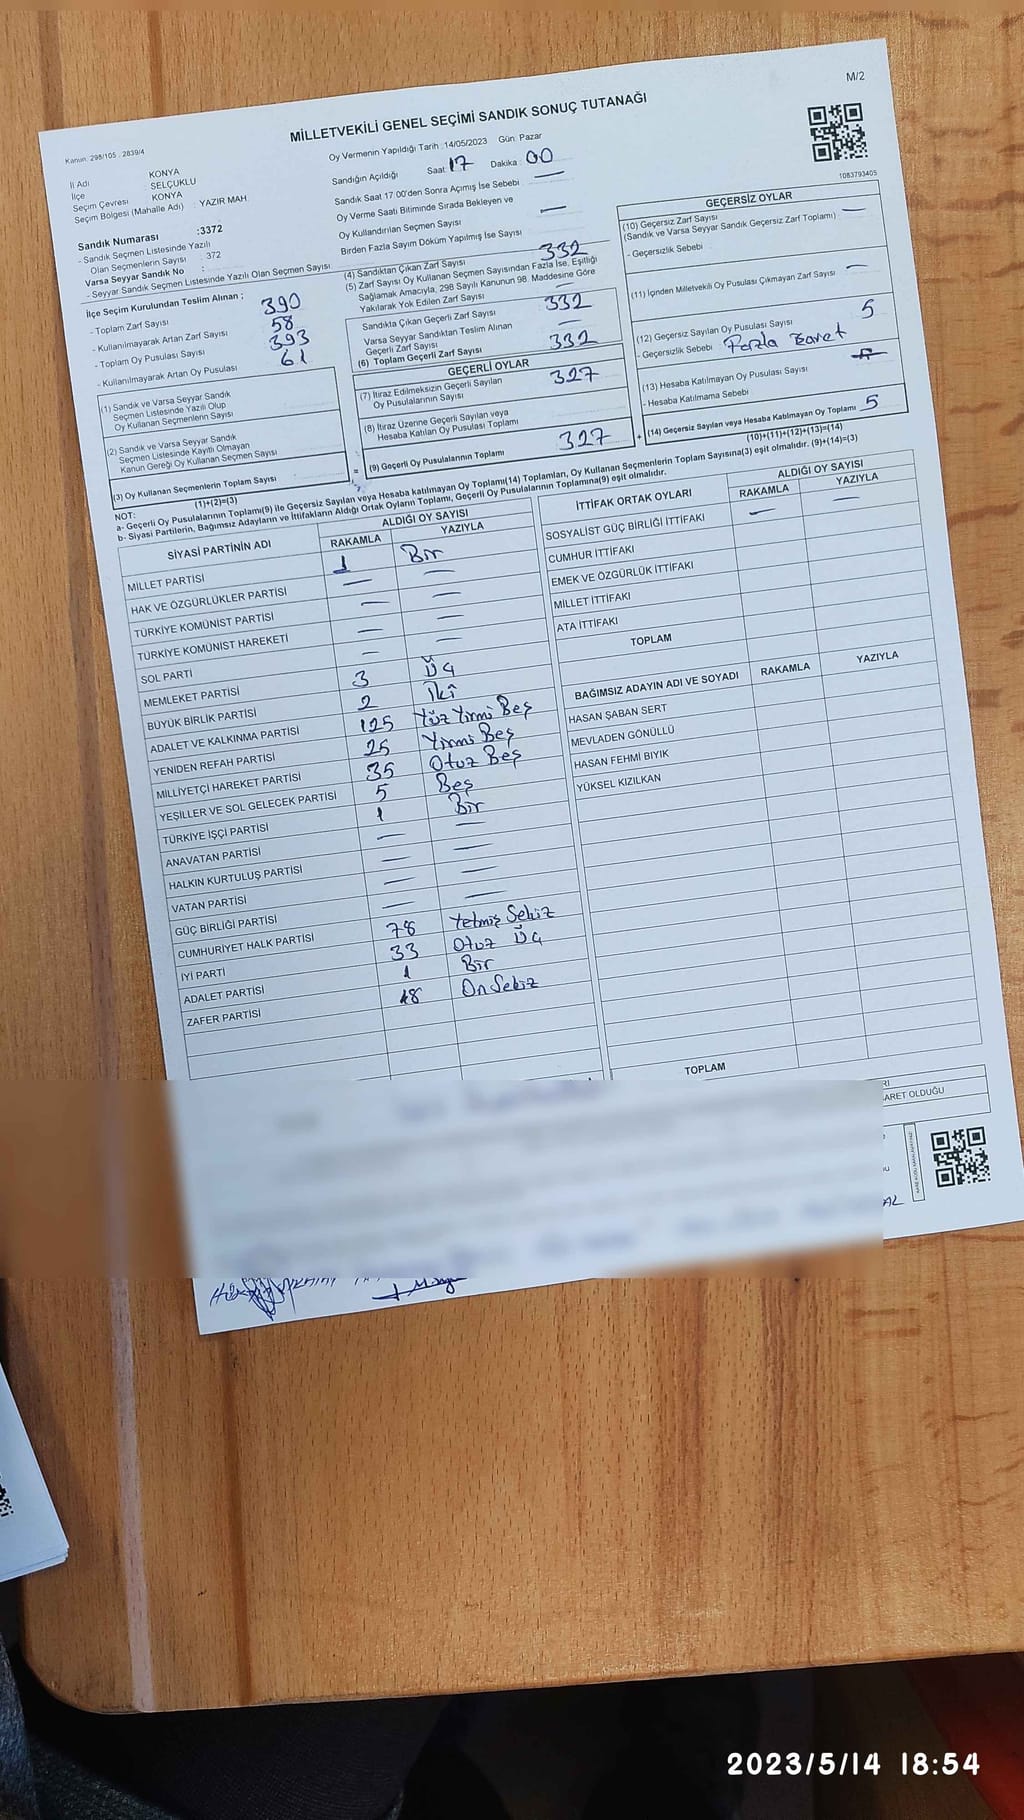 M/2
MİLLETVEKİLİ GENEL SEÇİMİ SANDIK SONUÇ TUTANAĞI
Kanun: 298/105 , 2839/4
Oy Vermenin Yapıldığı Tarih :14/05/2023 Gün: Pazar
İl Adı KONYA
İlçe SELÇUKLU
Seçim Çevresi KONYA
Seçim Bölgesi (Mahalle Adı) : YAZIR MAH.
Sandık Numarası :3372
- Sandık Seçmen Listesinde Yazılı
Olan Seçmenlerin Sayısı : 372
Varsa Seyyar Sandık No :
- Seyyar Sandık Seçmen Listesinde Yazılı Olan Seçmen Sayısı :
İlçe Seçim Kurulundan Teslim Alınan ;
- Toplam Zarf Sayısı 390
- Kullanılmayarak Artan Zarf Sayısı 58
- Toplam Oy Pusulası Sayısı 393
- Kullanılmayarak Artan Oy Pusulası 61
(1) Sandık ve Varsa Seyyar Sandık
Seçmen Listesinde Yazılı Olup
Oy Kullanan Seçmenlerin Sayısı
(2) Sandık ve Varsa Seyyar Sandık
Seçmen Listesinde Kayıtlı Olmayan
Kanun Gereği Oy Kullanan Seçmen Sayısı
(3) Oy Kullanan Seçmenlerin Toplam Sayısı
(1)+(2)=(3)
Sandığın Açıldığı Saat 17 Dakika : 00
Sandık Saat 17:00'den Sonra Açımış İse Sebebi —
Oy Verme Saati Bitiminde Sırada Bekleyen ve
Oy Kullandırılan Seçmen Sayısı —
Birden Fazla Sayım Döküm Yapılmış İse Sayısı
(4) Sandıktan Çıkan Zarf Sayısı 332
(5) Zarf Sayısı Oy Kullanan Seçmen Sayısından Fazla İse, Eşitliği
Sağlamak Amacıyla, 298 Sayılı Kanunun 98. Maddesine Göre
Yakılarak Yok Edilen Zarf Sayısı —
Sandıkta Çıkan Geçerli Zarf Sayısı 332
Varsa Seyyar Sandıktan Teslim Alınan
Geçerli Zarf Sayısı —
(6) Toplam Geçerli Zarf Sayısı 332
GEÇERLİ OYLAR
(7) İtiraz Edilmeksizin Geçerli Sayılan
Oy Pusulalarının Sayısı 327
(8) İtiraz Üzerine Geçerli Sayılan veya
Hesaba Katılan Oy Pusulası Toplamı
= (9) Geçerli Oy Pusulalarının Toplamı 327
1083793405
GEÇERSİZ OYLAR
(10) Geçersiz Zarf Sayısı
(Sandık ve Varsa Seyyar Sandık Geçersiz Zarf Toplamı) —
- Geçersizlik Sebebi :
(11) İçinden Milletvekili Oy Pusulası Çıkmayan Zarf Sayısı —
(12) Geçersiz Sayılan Oy Pusulası Sayısı 5
- Geçersizlik Sebebi Fazla
(13) Hesaba Katılmayan Oy Pusulası Sayısı
- Hesaba Katılmama Sebebi
+ (14) Geçersiz Sayılan veya Hesaba Katılmayan Oy Toplamı 5
(10)+(11)+(12)+(13)=(14)
NOT:
a- Geçerli Oy Pusulalarının Toplamı(9) ile Geçersiz Sayılan veya Hesaba katılmayan Oy Toplamı(14) Toplamları, Oy Kullanan Seçmenlerin Toplam Sayısına(3) eşit olmalıdır. (9)+(14)=(3)
b- Siyasi Partilerin, Bağımsız Adayların ve İttifakların Aldığı Ortak Oyların Toplamı, Geçerli Oy Pusulalarının Toplamına(9) eşit olmalıdır.
SİYASİ PARTİNİN ADI ALDIĞI OY SAYISI
RAKAMLA YAZIYLA
MİLLET PARTİSİ 1 Bir
HAK VE ÖZGÜRLÜKLER PARTİSİ — —
TÜRKİYE KOMÜNİST PARTİSİ — —
TÜRKİYE KOMÜNİST HAREKETİ — —
SOL PARTİ — —
MEMLEKET PARTİSİ 3 Üç
BÜYÜK BİRLİK PARTİSİ 2 İki
ADALET VE KALKINMA PARTİSİ 125 Yüz Yirmi Beş
YENİDEN REFAH PARTİSİ 25 Yirmi Beş
MİLLİYETÇİ HAREKET PARTİSİ 35 Otuz Beş
YEŞİLLER VE SOL GELECEK PARTİSİ 5 Beş
TÜRKİYE İŞÇİ PARTİSİ 1 Bir
ANAVATAN PARTİSİ — —
HALKIN KURTULUŞ PARTİSİ — —
VATAN PARTİSİ — —
GÜÇ BİRLİĞİ PARTİSİ — —
CUMHURİYET HALK PARTİSİ 78 Yetmiş Sekiz
İYİ PARTİ 33 Otuz Üç
ADALET PARTİSİ 1 Bir
ZAFER PARTİSİ 18 On Sekiz
İTTİFAK ORTAK OYLARI ALDIĞI OY SAYISI
RAKAMLA YAZIYLA
SOSYALİST GÜÇ BİRLİĞİ İTTİFAKI — —
CUMHUR İTTİFAKI
EMEK VE ÖZGÜRLÜK İTTİFAKI
MİLLET İTTİFAKI
ATA İTTİFAKI
TOPLAM
BAĞIMSIZ ADAYIN ADI VE SOYADI RAKAMLA YAZIYLA
HASAN ŞABAN SERT
MEVLADEN GÖNÜLLÜ
HASAN FEHMİ BIYIK
YÜKSEL KIZILKAN
TOPLAM
ARET OLDUĞU
2023/5/14 18:54